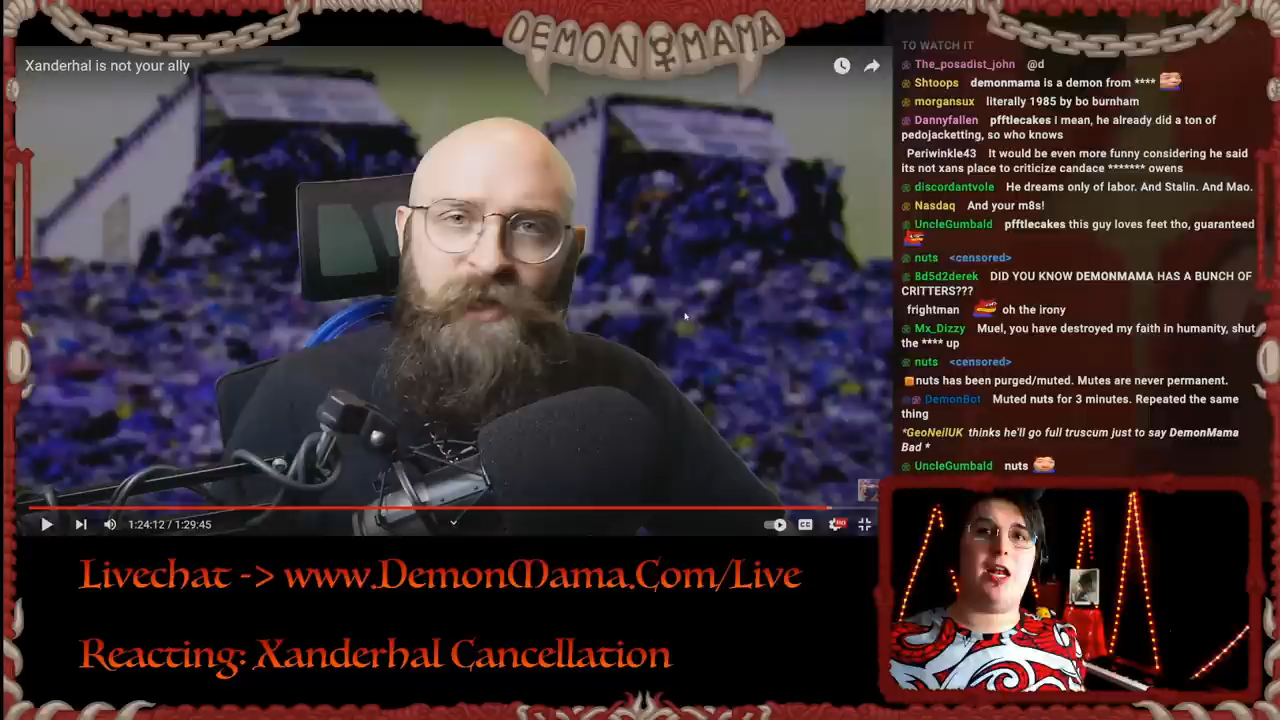 DEMON MAMA
Xanderhal is not your ally
TO WATCH IT
The_posadist_john @d
Shtoops demonmama is a demon from ****
morgansux literally 1985 by bo burnham
Dannyfallen pfftlecakes I mean, he already did a ton of
pedojacketting, so who knows
Periwinkle43 It would be even more funny considering he said
its not xans place to criticize candace ******* owens
discordantvole He dreams only of labor. And Stalin. And Mao.
Nasdaq And your m8s!
UncleGumbald pfftlecakes this guy loves feet tho, guaranteed
nuts <censored>
8d5d2derek DID YOU KNOW DEMONMAMA HAS A BUNCH OF
CRITTERS???
frightman oh the irony
Mx_Dizzy Muel, you have destroyed my faith in humanity, shut
the **** up
nuts <censored>
nuts has been purged/muted. Mutes are never permanent.
DemonBot Muted nuts for 3 minutes. Repeated the same
thing
*GeoNeilUK thinks he'll go full truscum just to say DemonMama
Bad *
UncleGumbald nuts
1:24:12 / 1:29:45
CC
Livechat -> www.DemonMama.Com/Live
Reacting: Xanderhal Cancellation